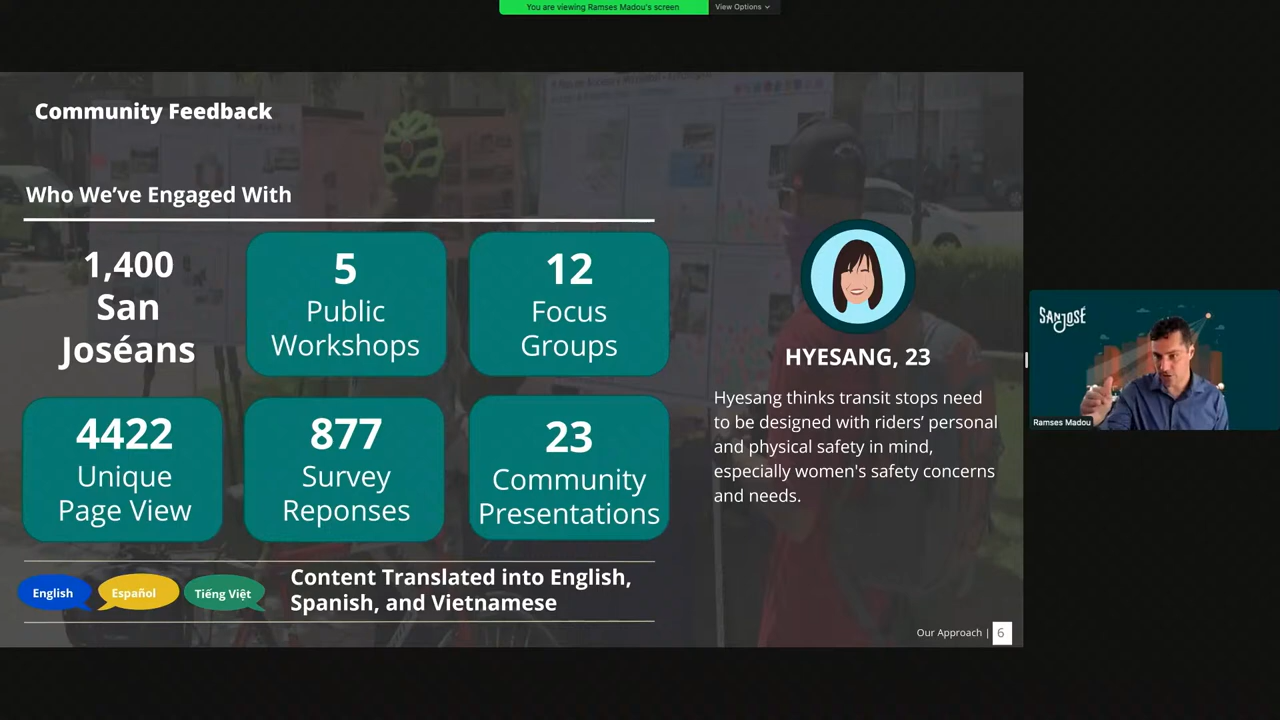 You are viewing Ramses Madou's screen
View Options
Community Feedback
Who We've Engaged With
1,400
San
Joséans
5
Public
Workshops
12
Focus
Groups
4422
Unique
Page View
877
Survey
Reponses
23
Community
Presentations
English
Español
Tiếng Việt
Content Translated into English,
Spanish, and Vietnamese
HYESANG, 23
Hyesang thinks transit stops need
to be designed with riders’ personal
and physical safety in mind,
especially women's safety concerns
and needs.
Our Approach | 6
SAN JOSÉ
Ramses Madou